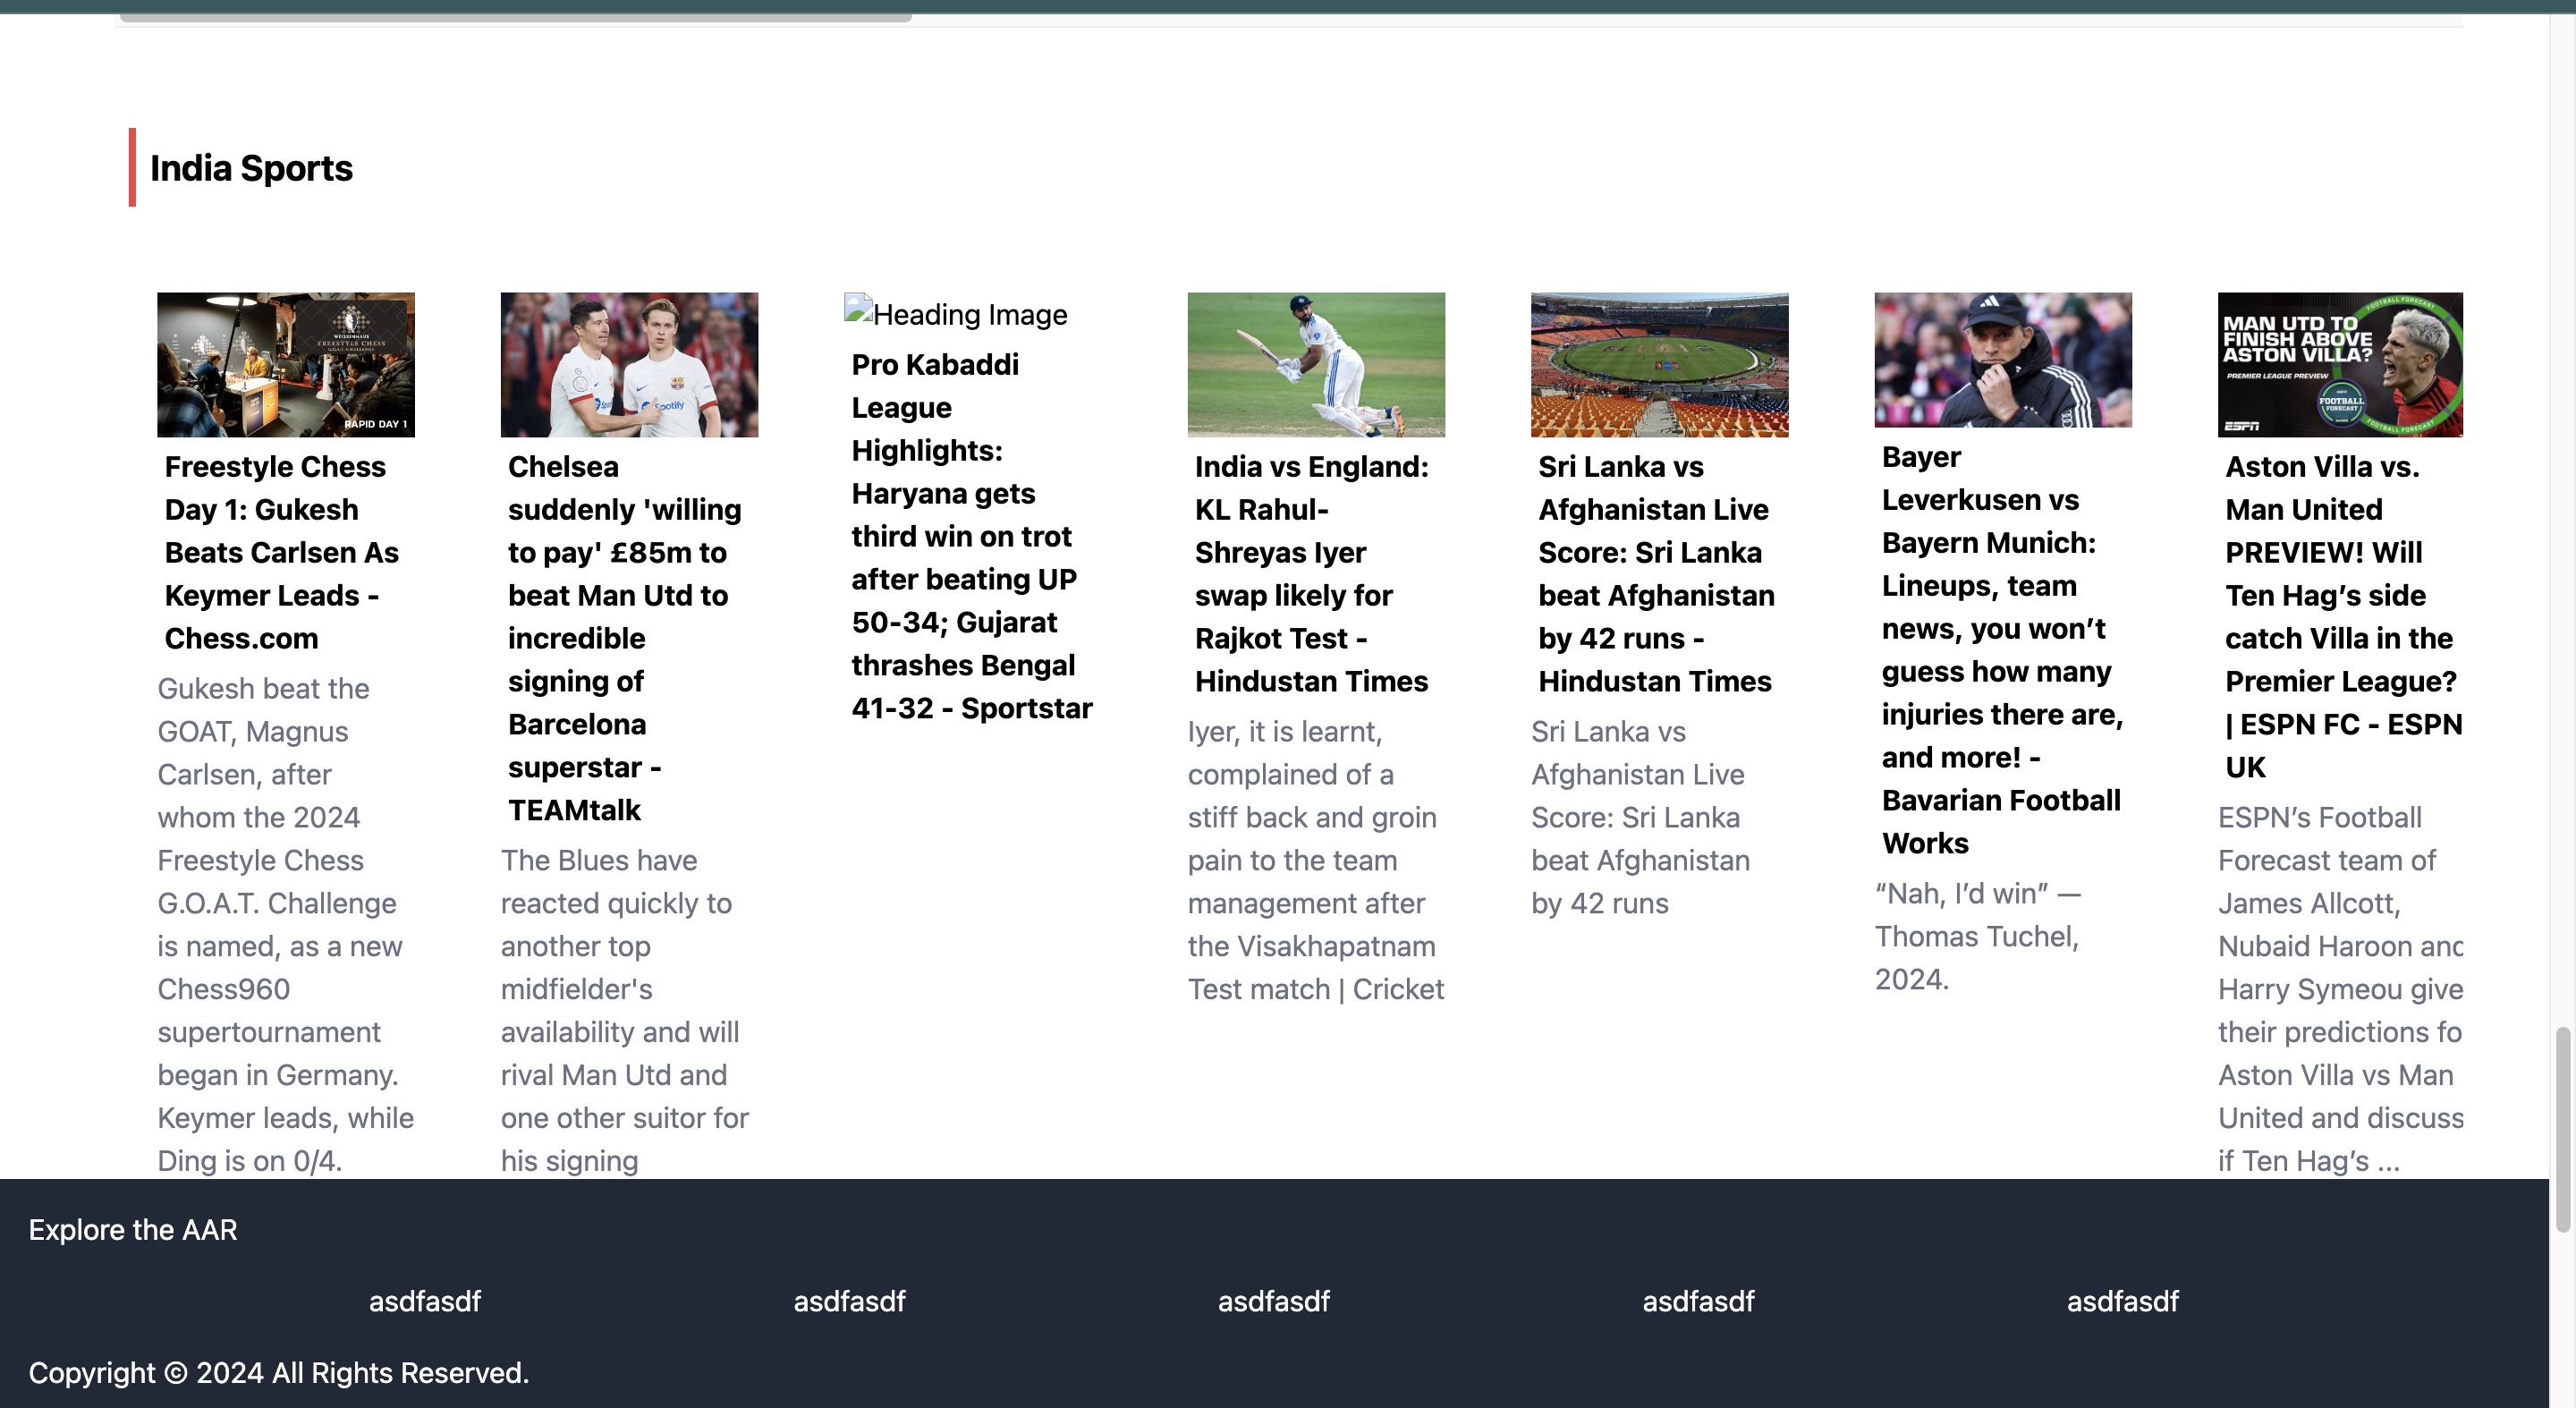 India Sports
WEISSENHAUS
FREESTYLE CHESS
G.O.A.T. CHALLENGE
RAPID DAY 1
Freestyle Chess
Day 1: Gukesh
Beats Carlsen As
Keymer Leads -
Chess.com
Gukesh beat the
GOAT, Magnus
Carlsen, after
whom the 2024
Freestyle Chess
G.O.A.T. Challenge
is named, as a new
Chess960
supertournament
began in Germany.
Keymer leads, while
Ding is on 0/4.
Spotify
Chelsea
suddenly 'willing
to pay' £85m to
beat Man Utd to
incredible
signing of
Barcelona
superstar -
TEAMtalk
The Blues have
reacted quickly to
another top
midfielder's
availability and will
rival Man Utd and
one other suitor for
his signing
Heading Image
Pro Kabaddi
League
Highlights:
Haryana gets
third win on trot
after beating UP
50-34; Gujarat
thrashes Bengal
41-32 - Sportstar
India vs England:
KL Rahul-
Shreyas Iyer
swap likely for
Rajkot Test -
Hindustan Times
Iyer, it is learnt,
complained of a
stiff back and groin
pain to the team
management after
the Visakhapatnam
Test match | Cricket
Sri Lanka vs
Afghanistan Live
Score: Sri Lanka
beat Afghanistan
by 42 runs -
Hindustan Times
Sri Lanka vs
Afghanistan Live
Score: Sri Lanka
beat Afghanistan
by 42 runs
Bayer
Leverkusen vs
Bayern Munich:
Lineups, team
news, you won’t
guess how many
injuries there are,
and more! -
Bavarian Football
Works
“Nah, I’d win” —
Thomas Tuchel,
2024.
MAN UTD TO
FINISH ABOVE
ASTON VILLA?
PREMIER LEAGUE PREVIEW
FOOTBALL FORECAST
FOOTBALL
FORECAST
FOOTBALL FORECAST
ESPN
Aston Villa vs.
Man United
PREVIEW! Will
Ten Hag’s side
catch Villa in the
Premier League?
| ESPN FC - ESPN
UK
ESPN’s Football
Forecast team of
James Allcott,
Nubaid Haroon and
Harry Symeou give
their predictions fo
Aston Villa vs Man
United and discuss
if Ten Hag’s ...
Explore the AAR
asdfasdf asdfasdf asdfasdf asdfasdf asdfasdf
Copyright © 2024 All Rights Reserved.